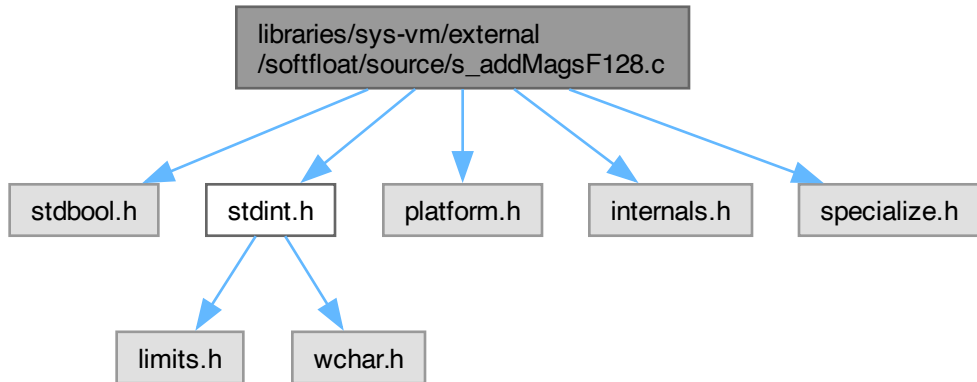 libraries/sys-vm/external
/softfloat/source/s_addMagsF128.c
stdbool.h
stdint.h
platform.h
internals.h
specialize.h
limits.h
wchar.h